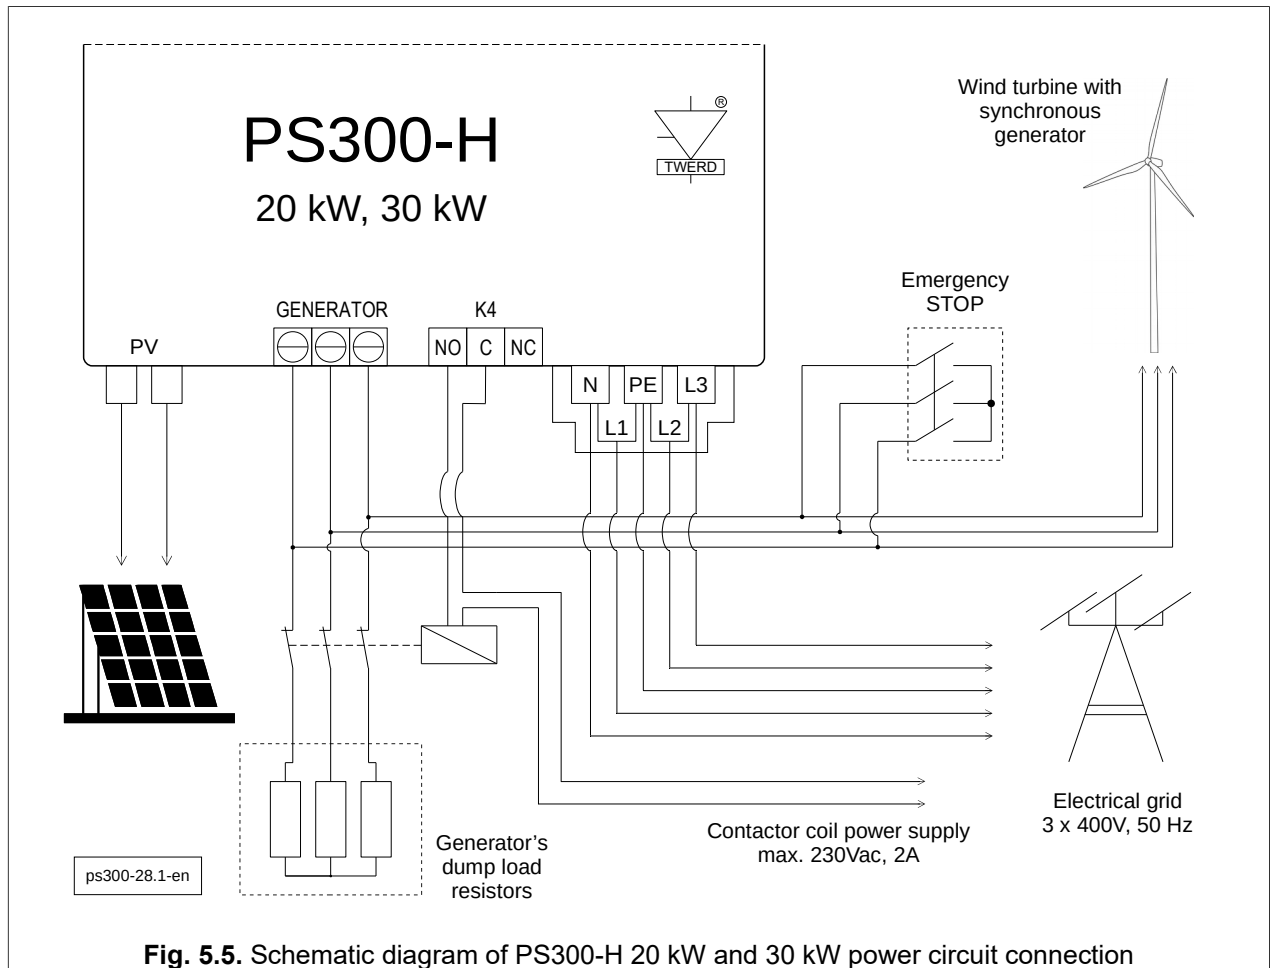 PS300-H
20 kW, 30 kW
®
TWERD
Wind turbine with
synchronous
generator
Emergency
STOP
GENERATOR
K4
PV
NO C NC
N PE L3
L1 L2
Electrical grid
3 x 400V, 50 Hz
Contactor coil power supply
max. 230Vac, 2A
Generator’s
dump load
resistors
ps300-28.1-en
Fig. 5.5. Schematic diagram of PS300-H 20 kW and 30 kW power circuit connection